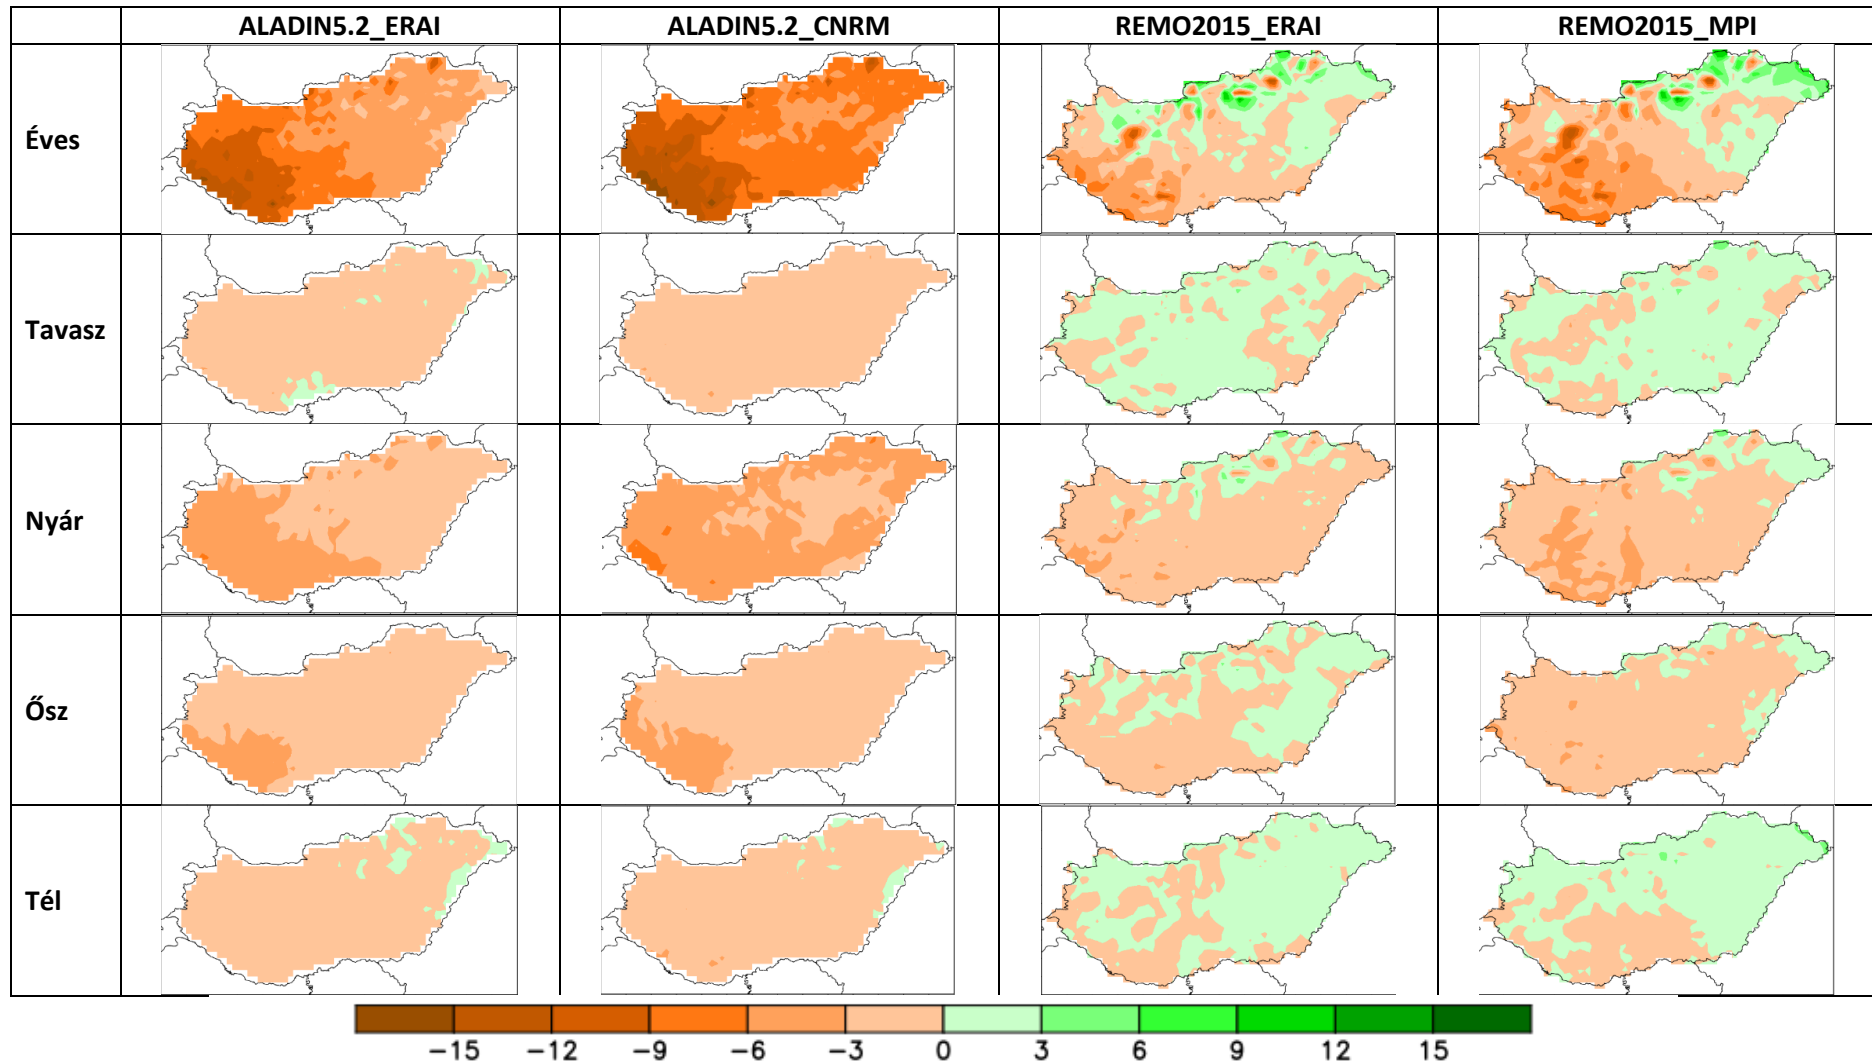 ALADIN5.2_ERAI ALADIN5.2_CNRM REMO2015_ERAI REMO2015_MPI
Éves
Tavasz
Nyár
Ősz
Tél
−15 −12 −9 −6 −3 0 3 6 9 12 15